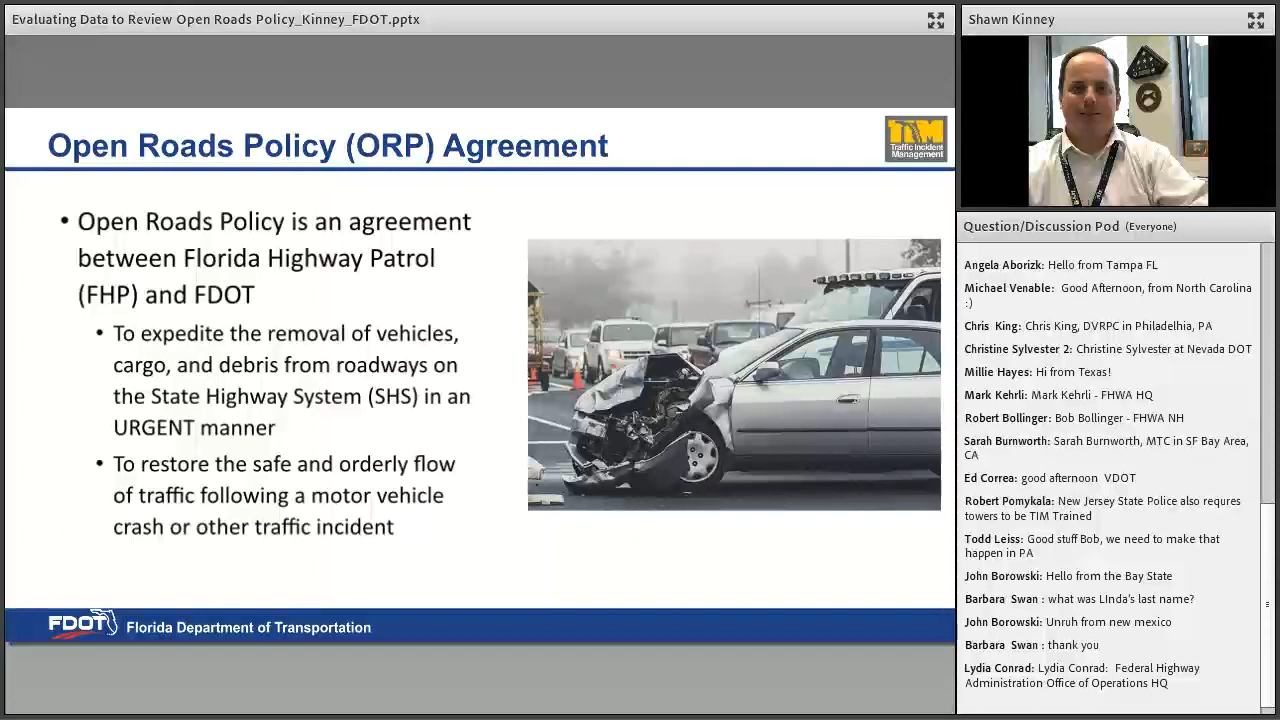 Evaluating Data to Review Open Roads Policy_Kinney_FDOT.pptx
Open Roads Policy (ORP) Agreement
TIM
Traffic Incident
Management
• Open Roads Policy is an agreement
between Florida Highway Patrol
(FHP) and FDOT
• To expedite the removal of vehicles,
cargo, and debris from roadways on
the State Highway System (SHS) in an
URGENT manner
• To restore the safe and orderly flow
of traffic following a motor vehicle
crash or other traffic incident
FDOT Florida Department of Transportation
Shawn Kinney
Question/Discussion Pod (Everyone)
Angela Aborizk: Hello from Tampa FL
Michael Venable: Good Afternoon, from North Carolina
:)
Chris King: Chris King, DVRPC in Philadelhia, PA
Christine Sylvester 2: Christine Sylvester at Nevada DOT
Millie Hayes: Hi from Texas!
Mark Kehrli: Mark Kehrli - FHWA HQ
Robert Bollinger: Bob Bollinger - FHWA NH
Sarah Burnworth: Sarah Burnworth, MTC in SF Bay Area,
CA
Ed Correa: good afternoon VDOT
Robert Pomykala: New Jersey State Police also requres
towers to be TIM Trained
Todd Leiss: Good stuff Bob, we need to make that
happen in PA
John Borowski: Hello from the Bay State
Barbara Swan : what was LInda's last name?
John Borowski: Unruh from new mexico
Barbara Swan : thank you
Lydia Conrad: Lydia Conrad: Federal Highway
Administration Office of Operations HQ